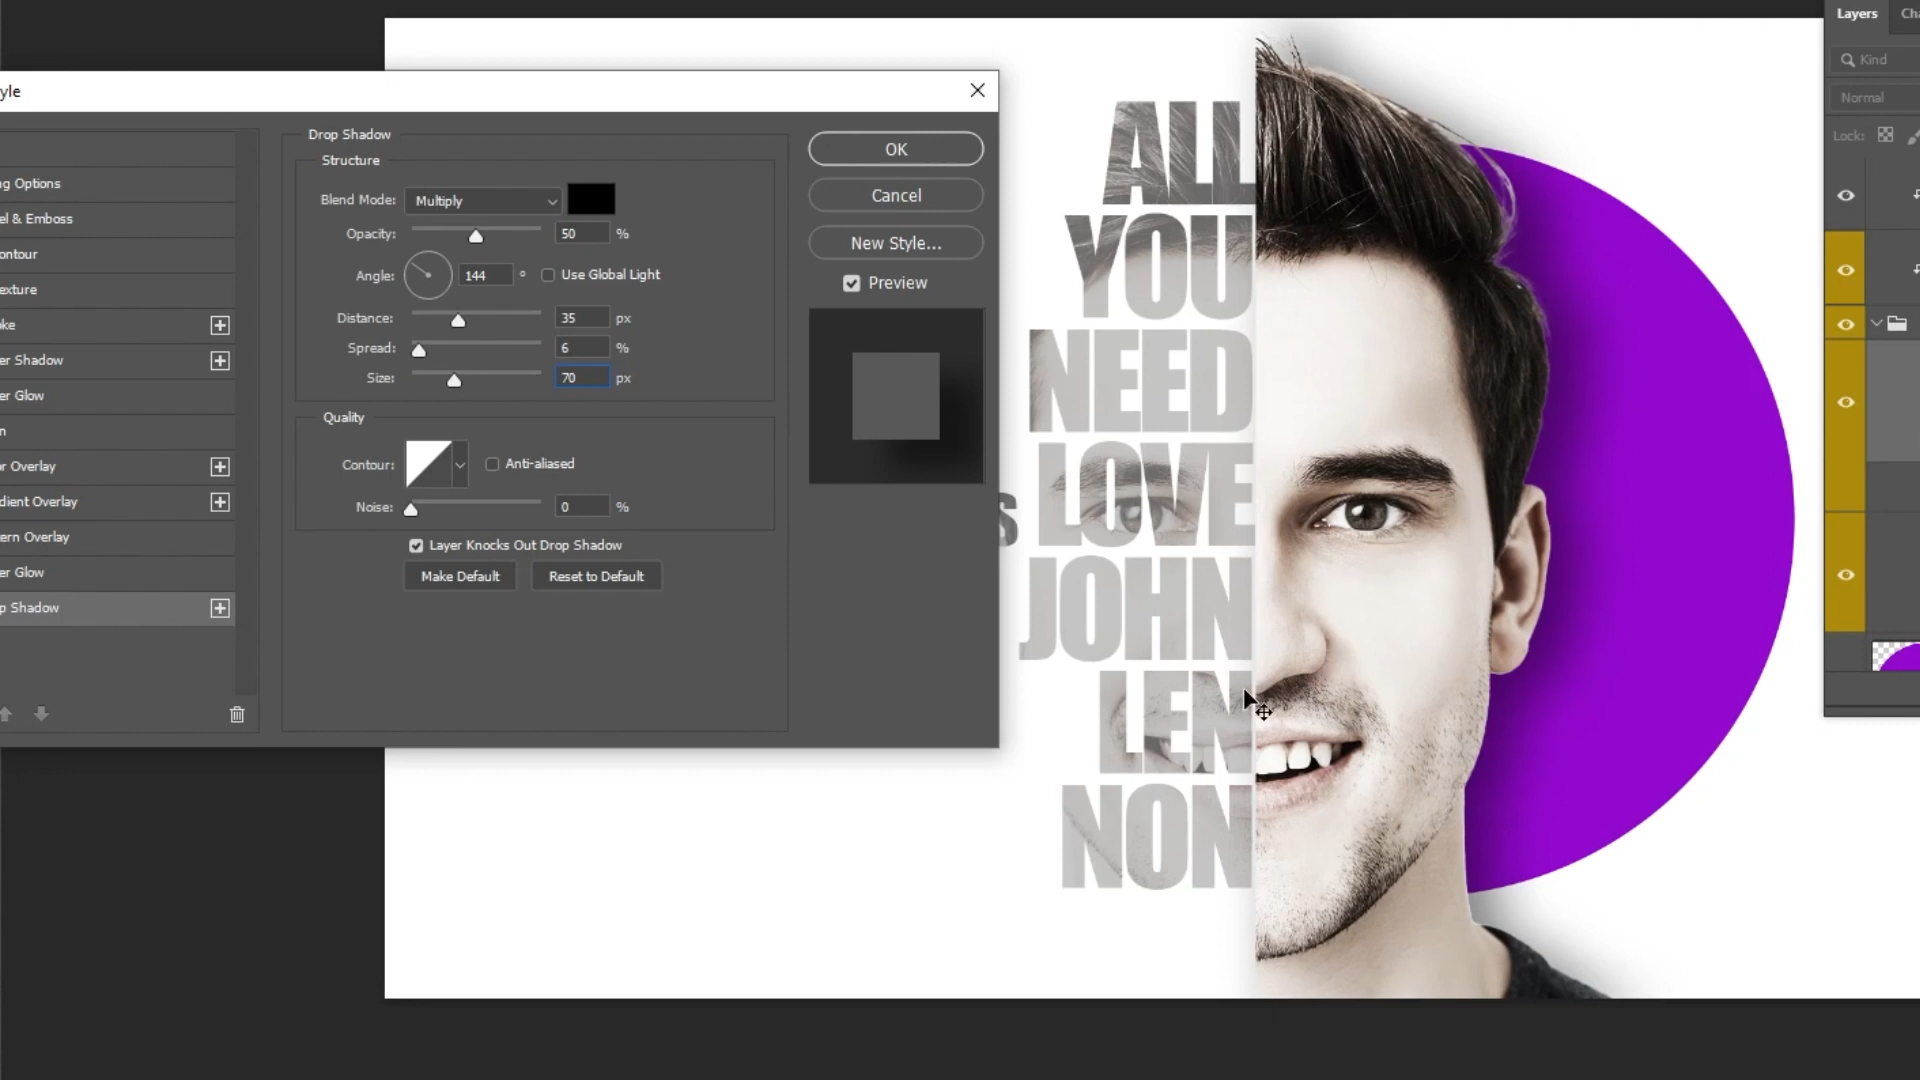 Layers
Kind
Normal
Lock:
yle
ng Options
el & Emboss
ontour
exture
ke
er Shadow
er Glow
n
or Overlay
dient Overlay
ern Overlay
er Glow
p Shadow
Drop Shadow
Structure
Blend Mode: Multiply
Opacity: 50 %
Angle: 144 ° Use Global Light
Distance: 35 px
Spread: 6 %
Size: 70 px
Quality
Contour: Anti-aliased
Noise: 0 %
Layer Knocks Out Drop Shadow
Make Default Reset to Default
OK
Cancel
New Style...
Preview
ALL
YOU
NEED
s LOVE
JOHN
LEN
NON